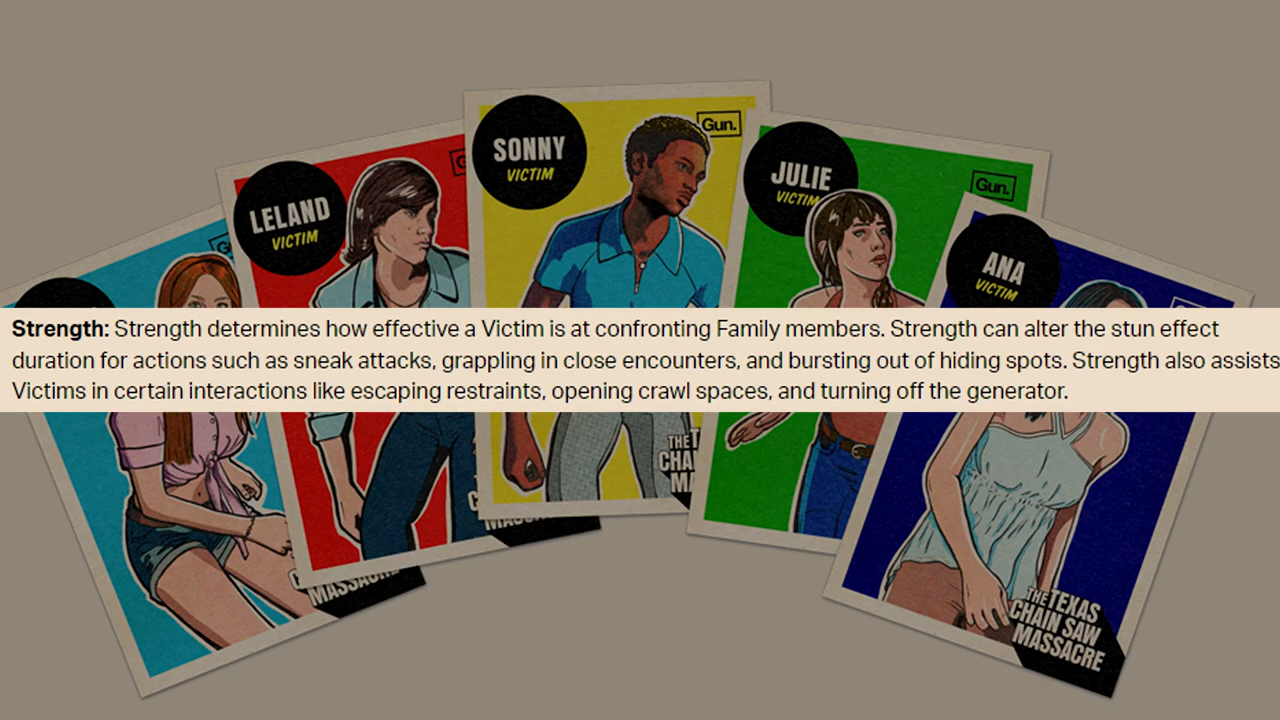 LELAND
VICTIM
SONNY
VICTIM
Gun.
JULIE
VICTIM
Gun.
ANA
VICTIM
Strength: Strength determines how effective a Victim is at confronting Family members. Strength can alter the stun effect
duration for actions such as sneak attacks, grappling in close encounters, and bursting out of hiding spots. Strength also assists
Victims in certain interactions like escaping restraints, opening crawl spaces, and turning off the generator.
MASSACRE
THE TEXAS
CHAIN SAW
MASSACRE